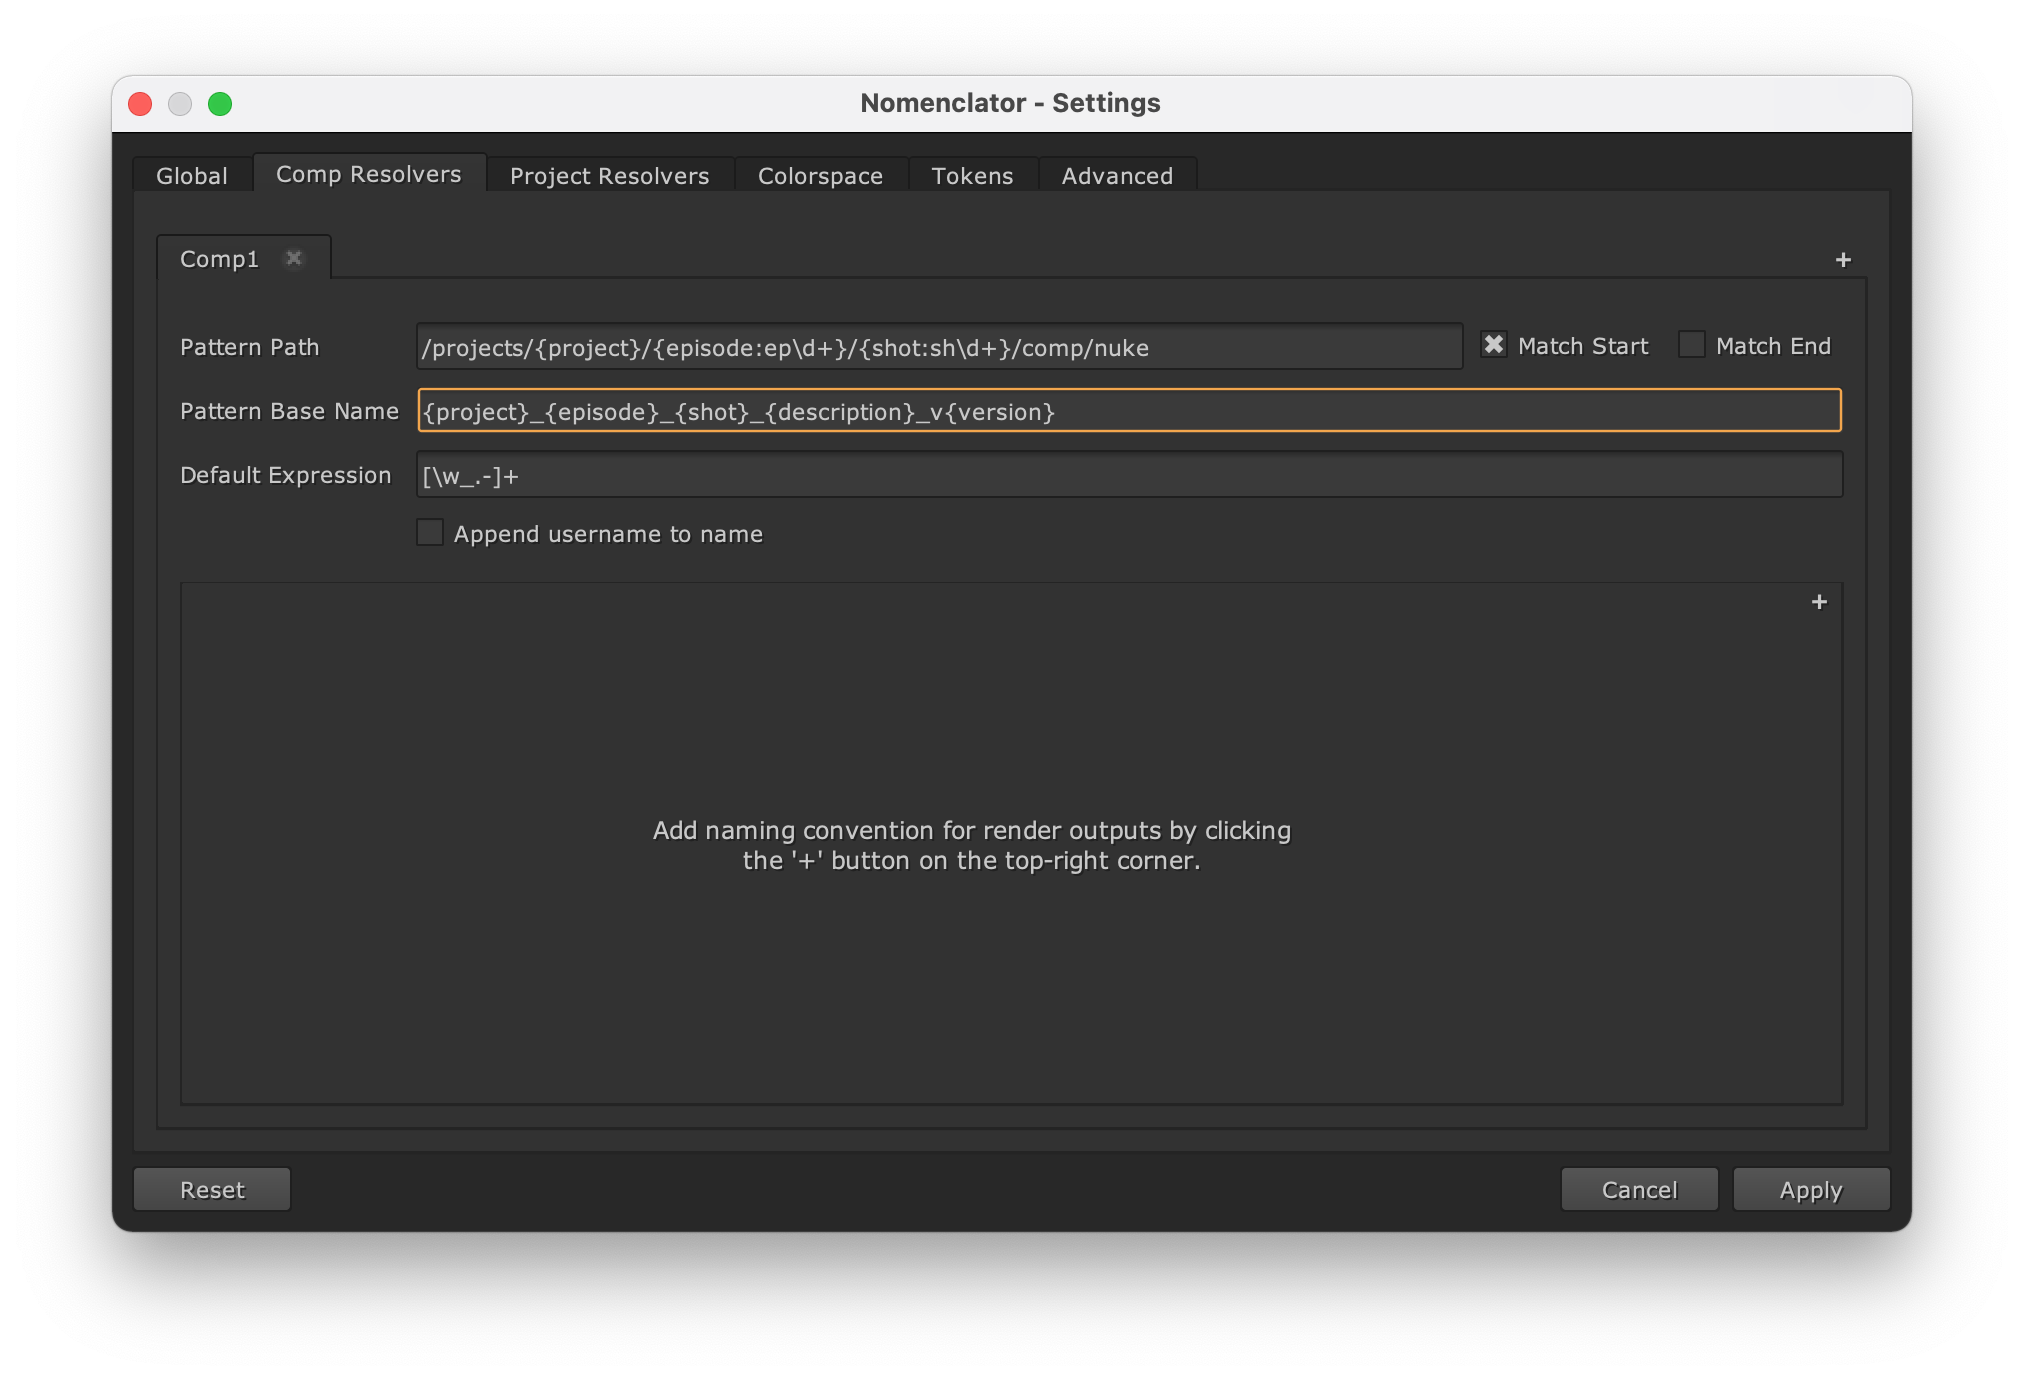 Nomenclator - Settings
Global Comp Resolvers Project Resolvers Colorspace Tokens Advanced
Comp1 +
Pattern Path /projects/{project}/{episode:ep\d+}/{shot:sh\d+}/comp/nuke Match Start Match End
Pattern Base Name {project}_{episode}_{shot}_{description}_v{version}
Default Expression [\w_.-]+
Append username to name
+
Add naming convention for render outputs by clicking
the '+' button on the top-right corner.
Reset Cancel Apply